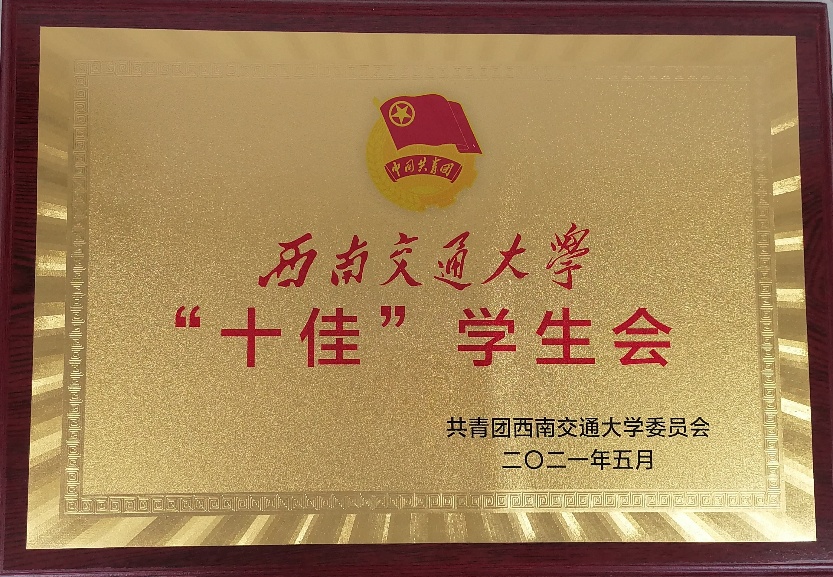 中国共青团
西南交通大学
“十佳”学生会
共青团西南交通大学委员会
二〇二一年五月